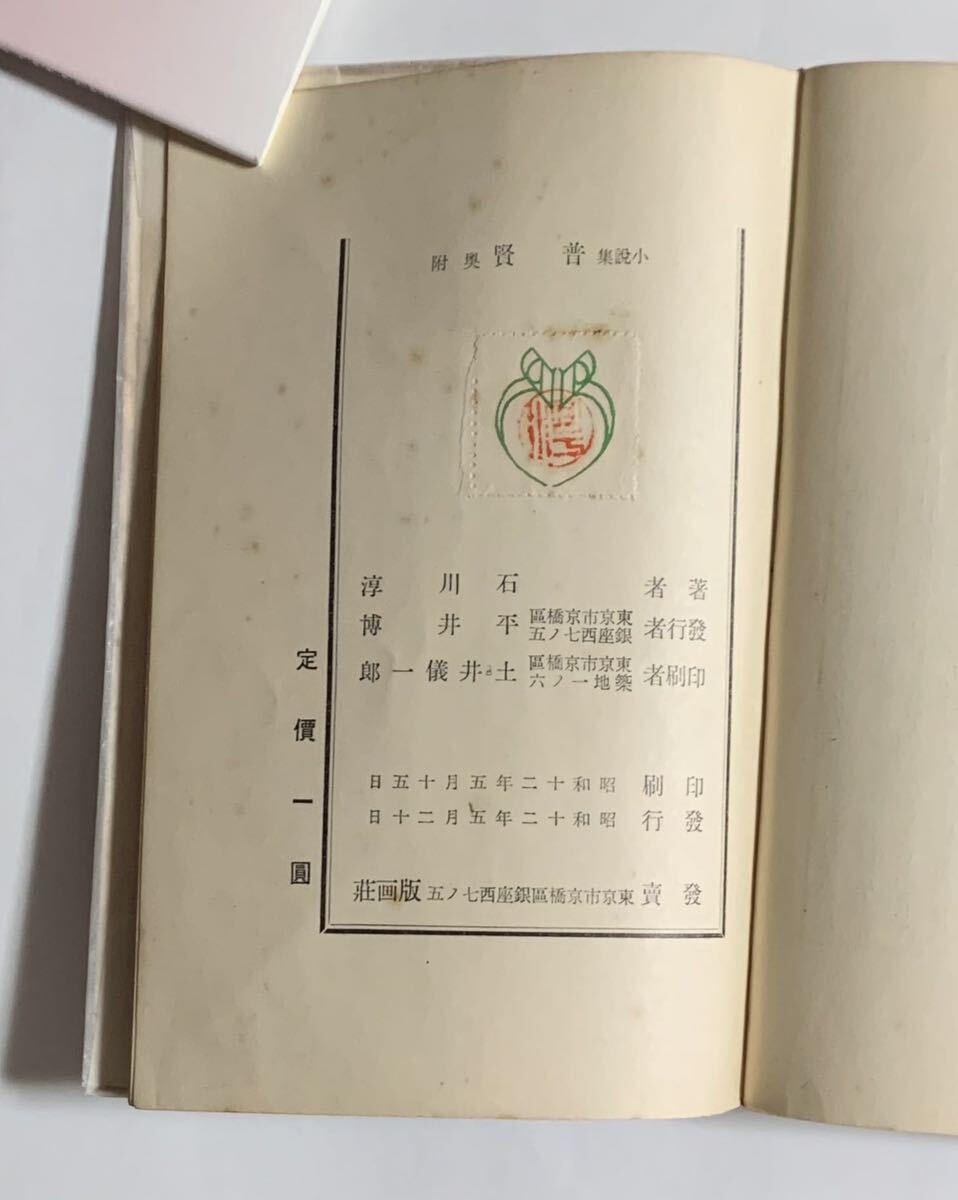 小說集 普賢 奧附
著者 石川淳
發行者 東京市京橋區銀座西七ノ五 平井博
印刷者 東京市京橋區築地一ノ六 土井儀一郎
印刷 昭和十二年五月十五日
發行 昭和十二年五月二十日
發賣 東京市京橋區銀座西七ノ五 版画莊
定價一圓